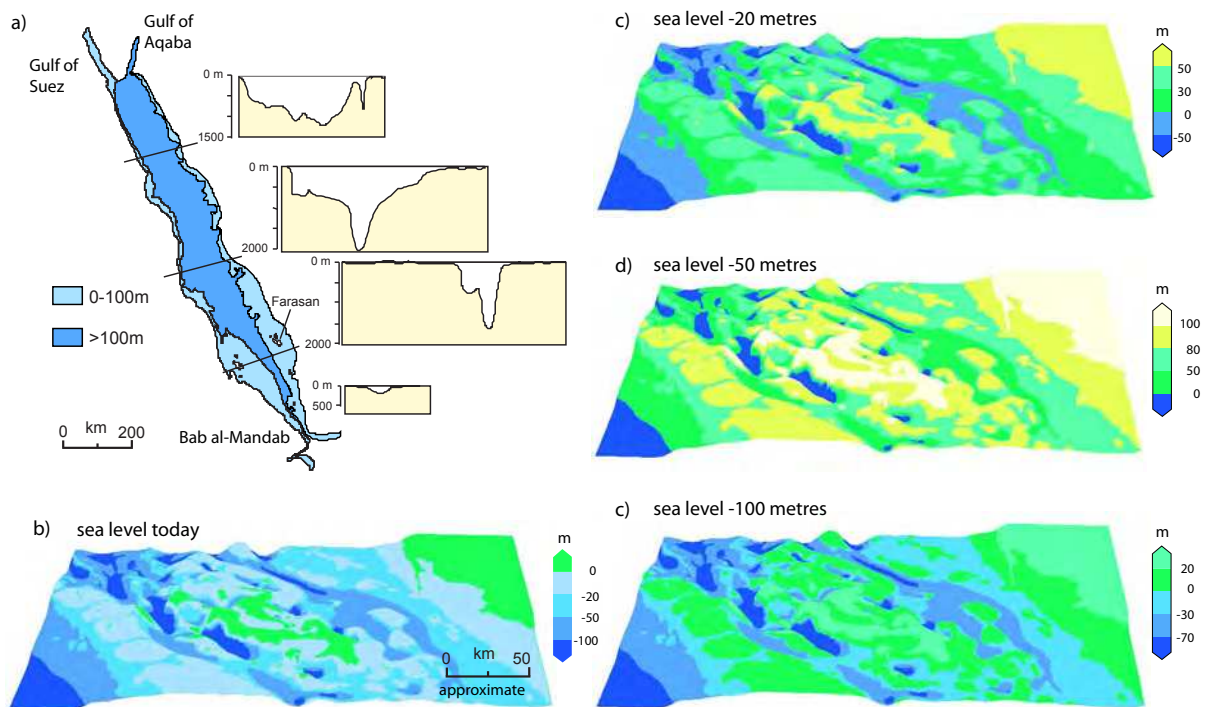 a)
Gulf of
Aqaba
Gulf of
Suez
0 m
1500
0 m
2000
0 m
2000
0 m
500
0-100m
>100m
Farasan
km
0 200
Bab al-Mandab
b) sea level today
m
0
-20
-50
-100
0 km 50
approximate
c) sea level -20 metres
m
50
30
0
-50
d) sea level -50 metres
m
100
80
50
0
c) sea level -100 metres
m
20
0
-30
-70